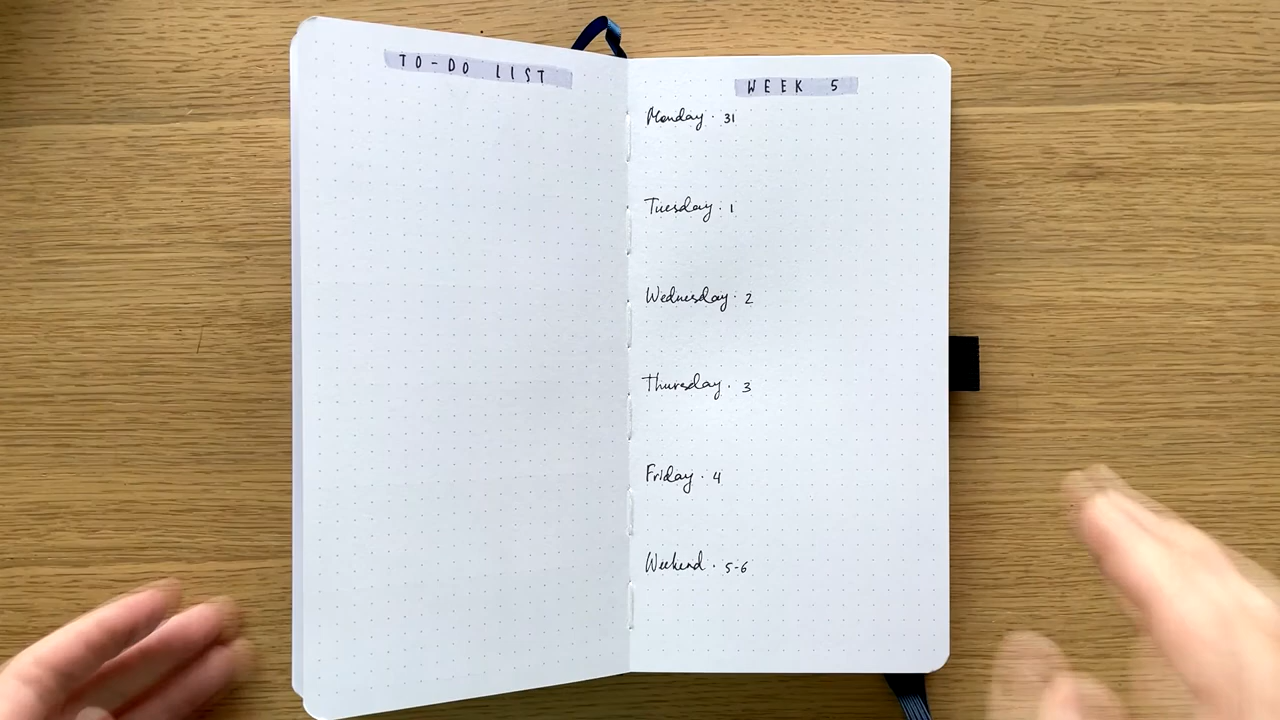 TO-DO LIST
WEEK 5
Monday · 31
Tuesday · 1
Wednesday · 2
Thursday · 3
Friday · 4
Weekend · 5-6